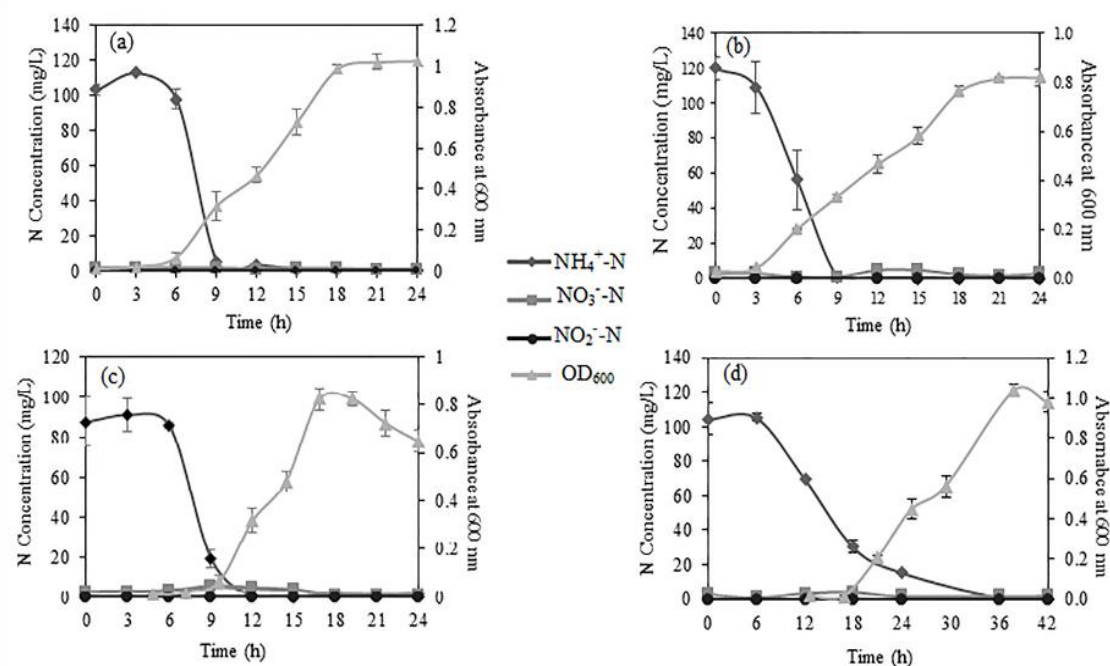 (a)
N Concentration (mg/L)
140
120
100
80
60
40
20
0
0 3 6 9 12 15 18 21 24
Time (h)
1.2
1
0.8
0.6
0.4
0.2
0
Absorbance at 600 nm
(b)
N Concentration (mg/L)
140
120
100
80
60
40
20
0
0 3 6 9 12 15 18 21 24
Time (h)
1.0
0.8
0.6
0.4
0.2
0.0
Absorbance at 600 nm
NH₄⁺-N
NO₃⁻-N
NO₂⁻-N
OD₆₀₀
(c)
N Concentration (mg/L)
120
100
80
60
40
20
0
0 3 6 9 12 15 18 21 24
Time (h)
1
0.8
0.6
0.4
0.2
0
Absorbance at 600 nm
(d)
N Concentration (mg/L)
140
120
100
80
60
40
20
0
0 6 12 18 24 30 36 42
Time (h)
1.2
1.0
0.8
0.6
0.4
0.2
0.0
Absornabce at 600 nm